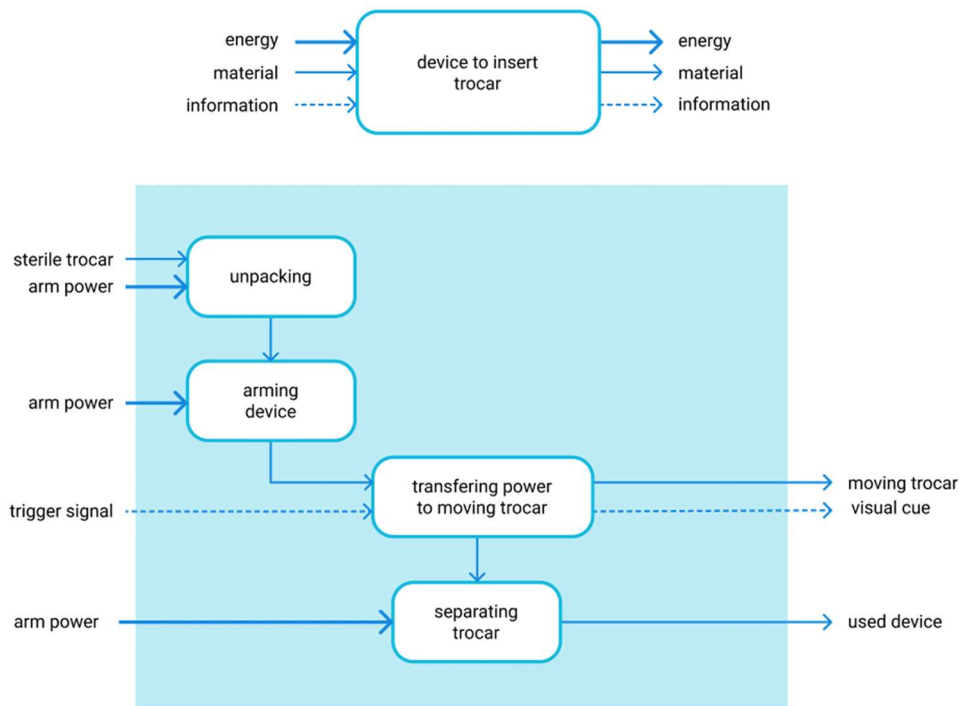 energy
material
information
device to insert
trocar
energy
material
information
sterile trocar
arm power
unpacking
arm power
arming
device
trigger signal
transfering power
to moving trocar
moving trocar
visual cue
arm power
separating
trocar
used device